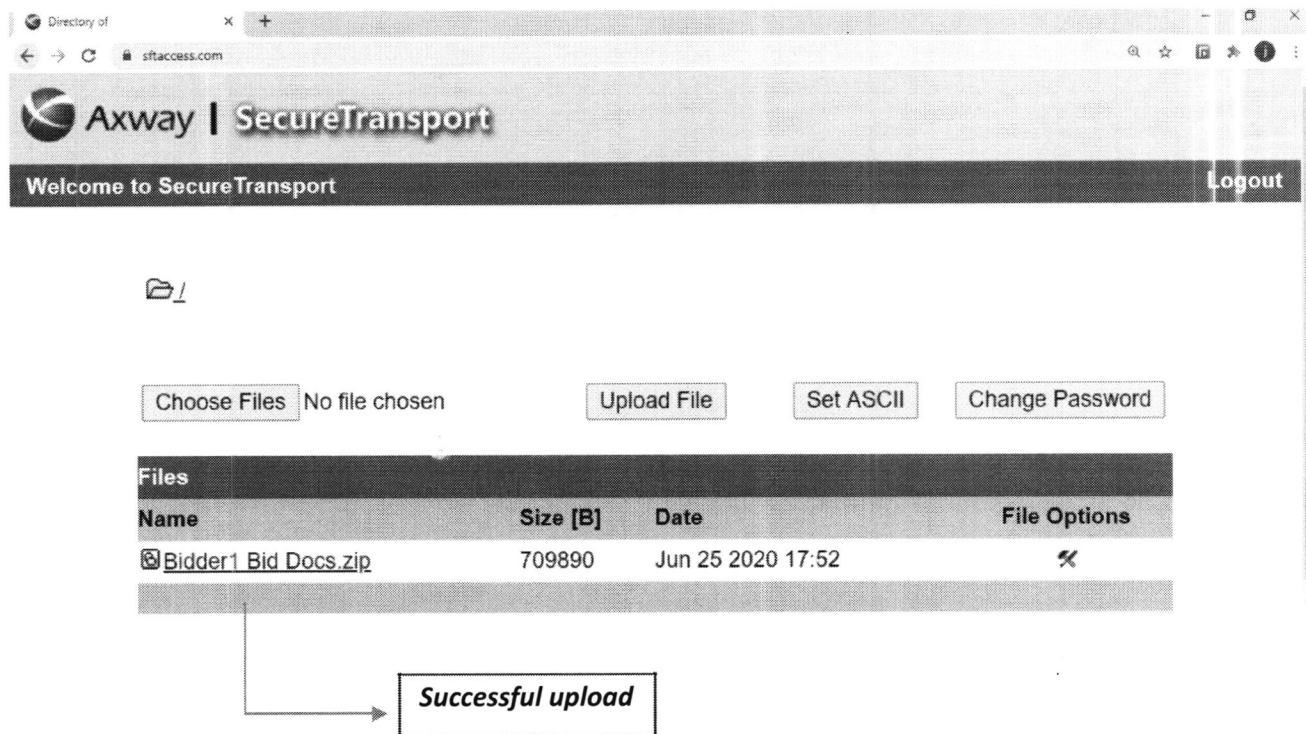 Directory of
sftaccess.com
Axway | SecureTransport
Welcome to SecureTransport Logout
/
Choose Files No file chosen Upload File Set ASCII Change Password
Files
Name Size [B] Date File Options
Bidder1 Bid Docs.zip 709890 Jun 25 2020 17:52
Successful upload